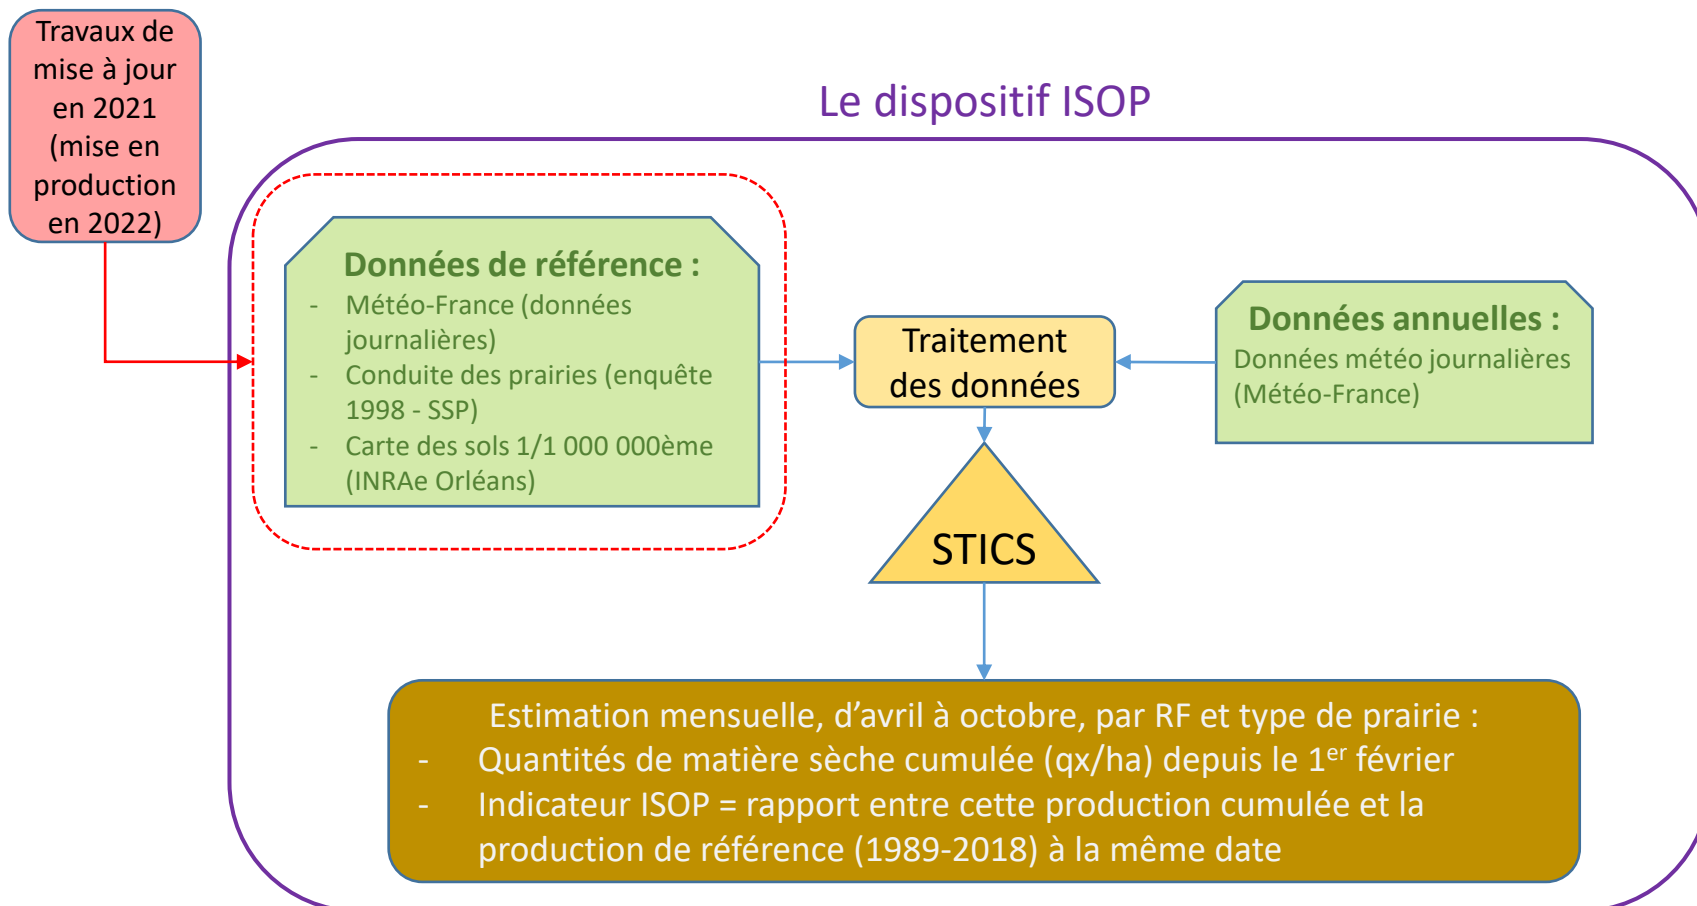 Travaux de
mise à jour
en 2021
(mise en
production
en 2022)
Le dispositif ISOP
Données de référence :
- Météo-France (données
journalières)
- Conduite des prairies (enquête
1998 - SSP)
- Carte des sols 1/1 000 000ème
(INRAe Orléans)
Traitement
des données
Données annuelles :
Données météo journalières
(Météo-France)
STICS
Estimation mensuelle, d’avril à octobre, par RF et type de prairie :
- Quantités de matière sèche cumulée (qx/ha) depuis le 1er février
- Indicateur ISOP = rapport entre cette production cumulée et la
production de référence (1989-2018) à la même date